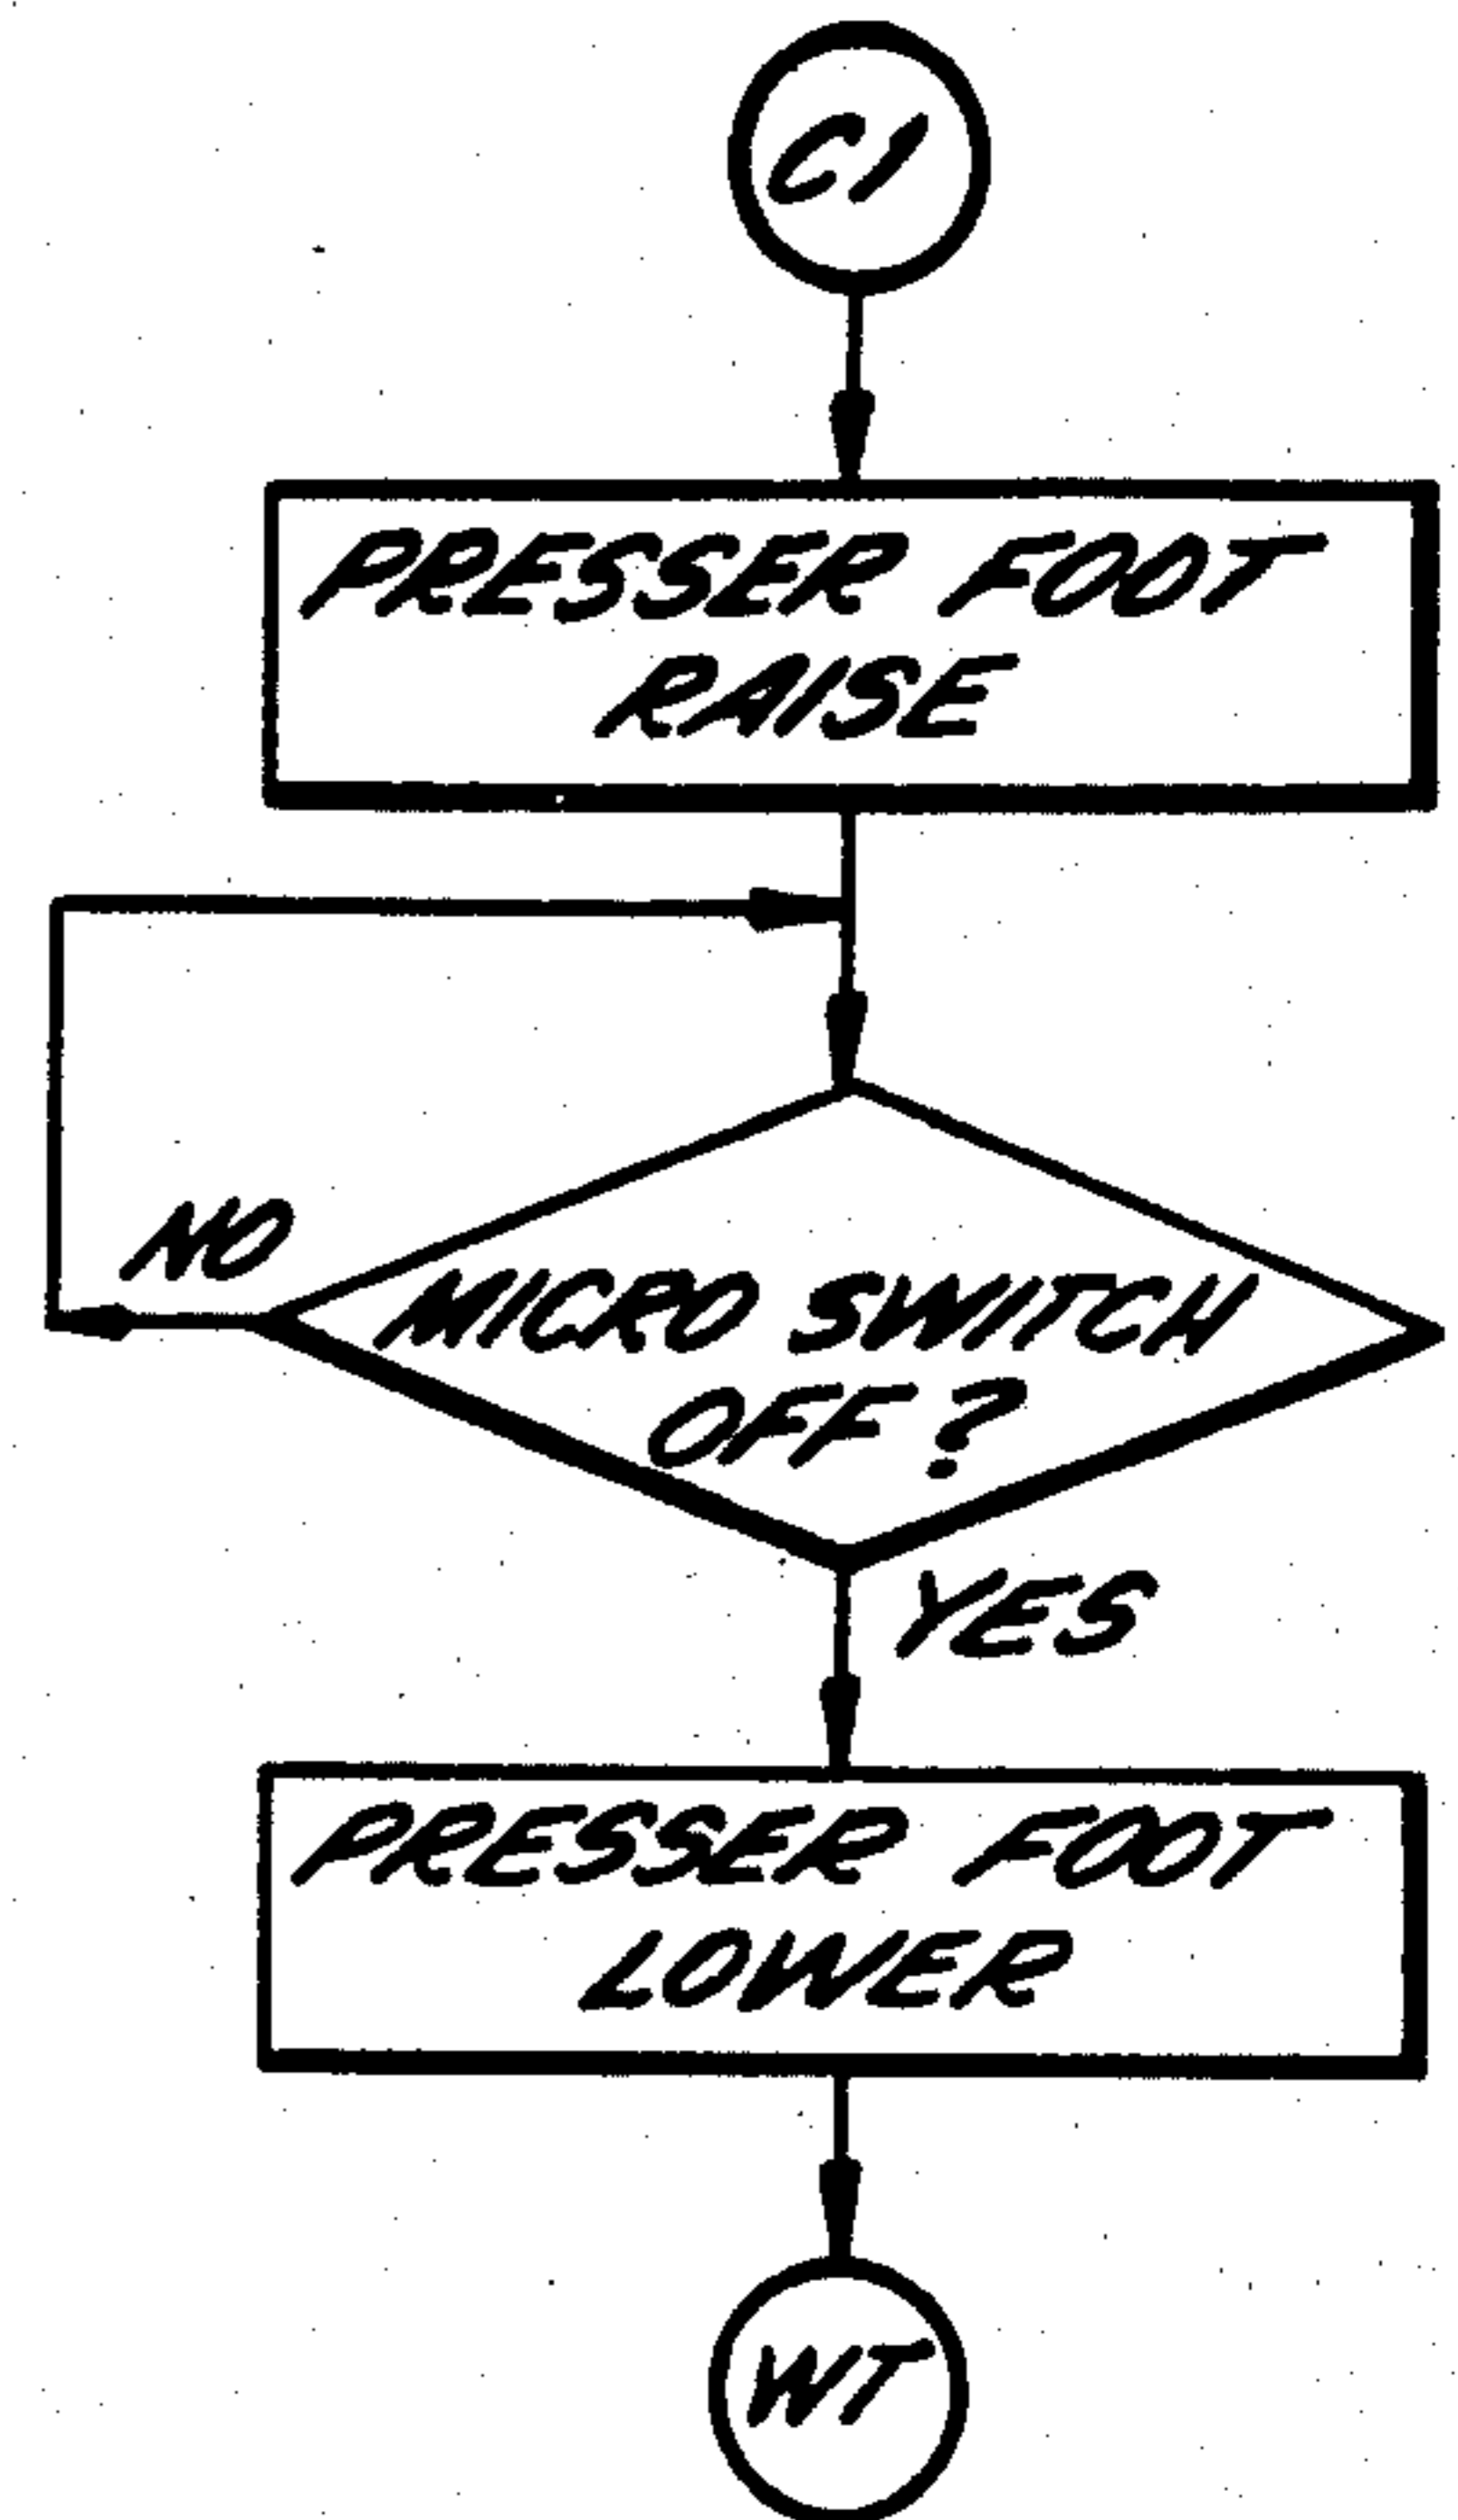 C1
PRESSER FOOT
RAISE
NO
MICRO SWITCH
OFF?
YES
PRESSER FOOT
LOWER
WT